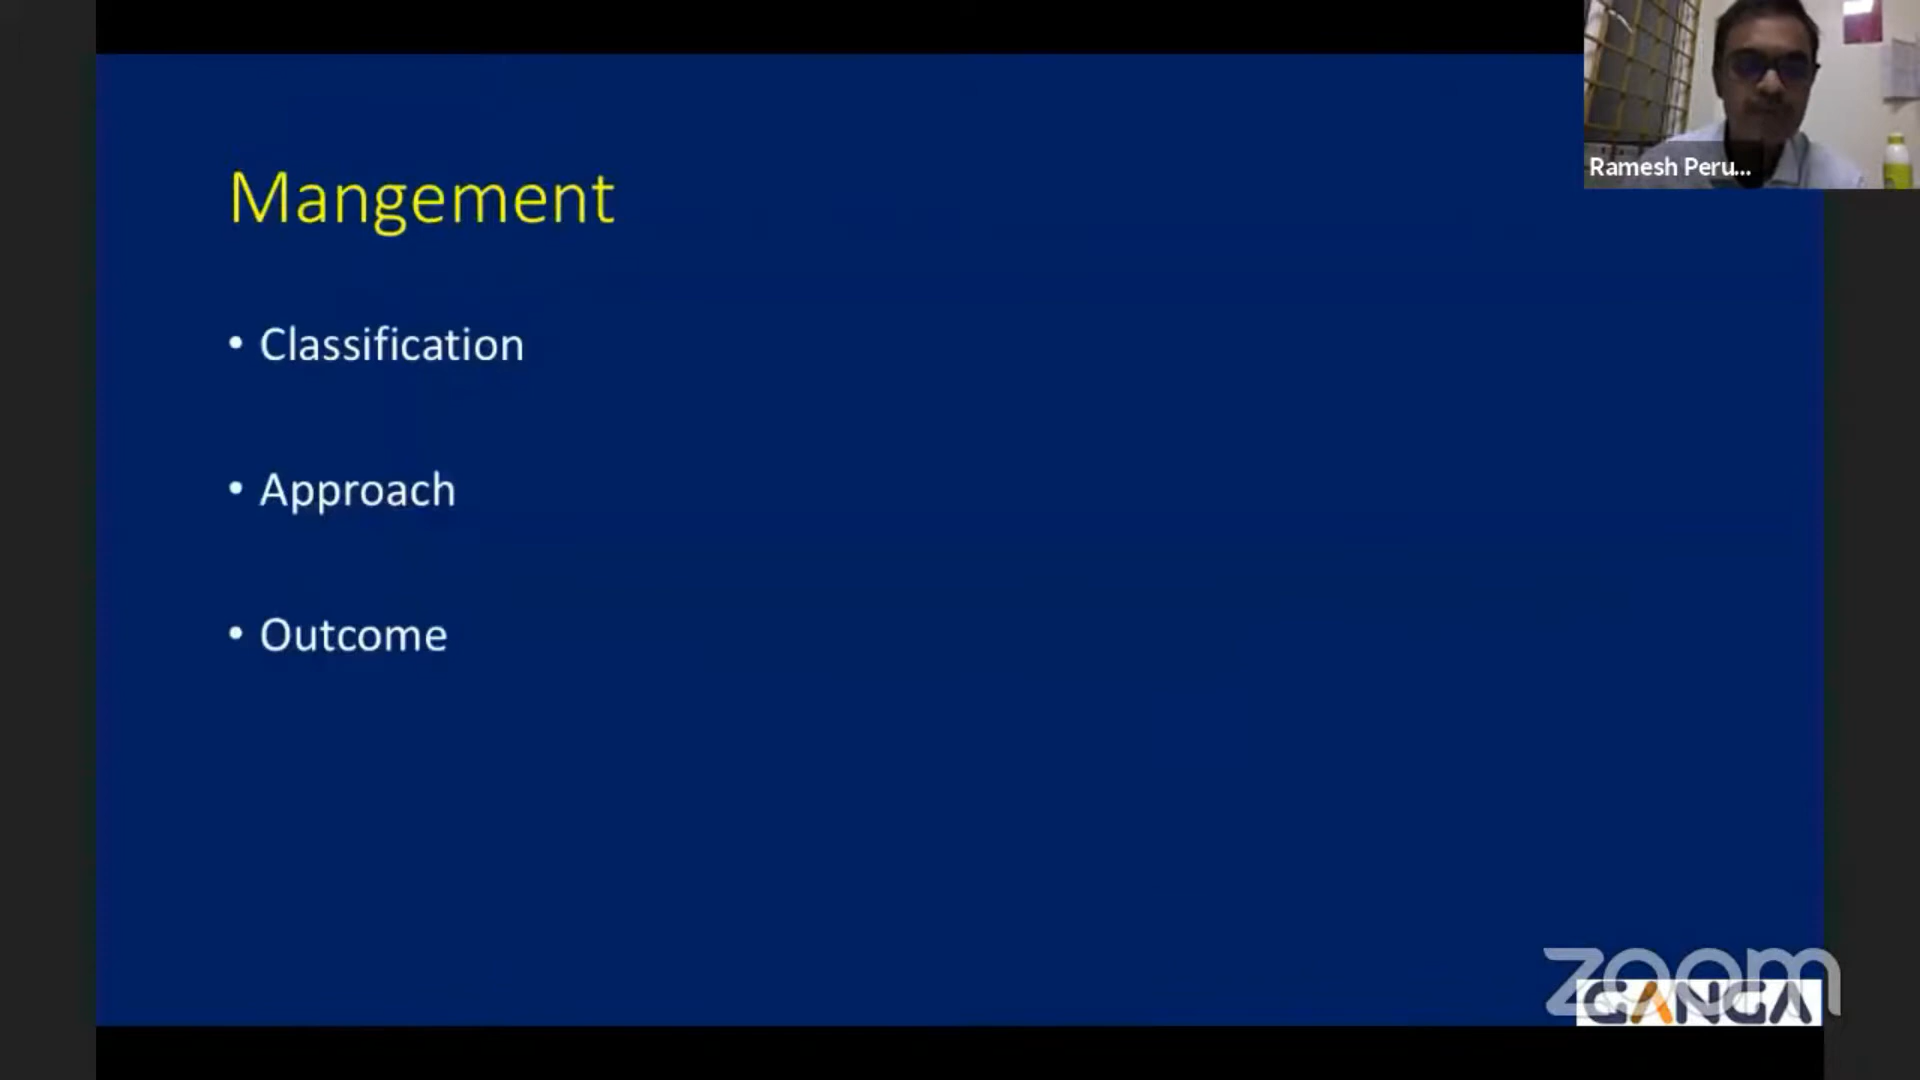 Ramesh Peru...
Mangement
• Classification
• Approach
• Outcome
zoom
GANGA